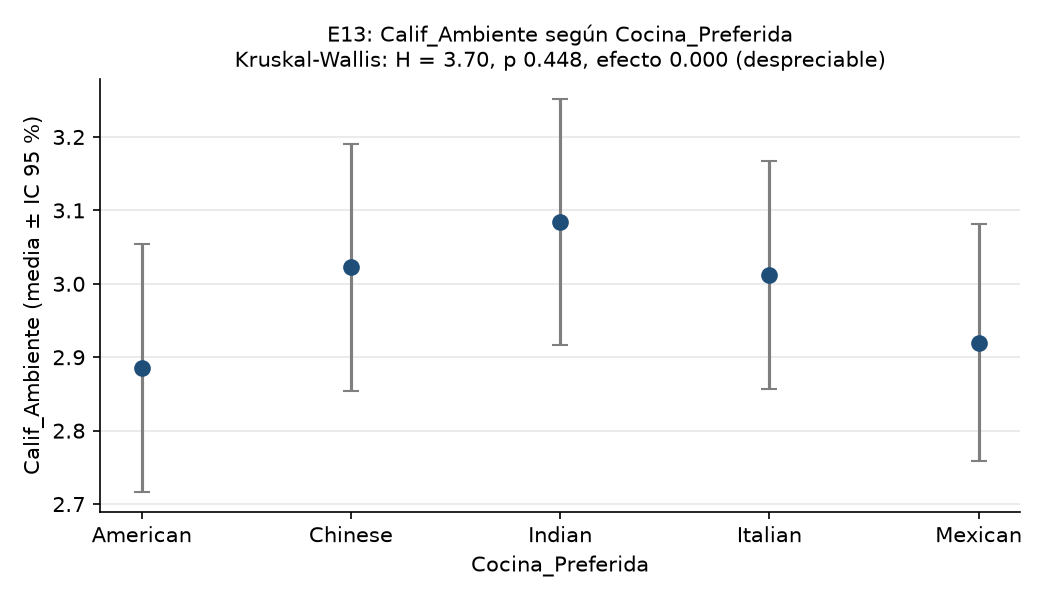 E13: Calif_Ambiente según Cocina_Preferida
Kruskal-Wallis: H = 3.70, p 0.448, efecto 0.000 (despreciable)
Calif_Ambiente (media ± IC 95 %)
3.2
3.1
3.0
2.9
2.8
2.7
American
Chinese
Indian
Italian
Mexican
Cocina_Preferida